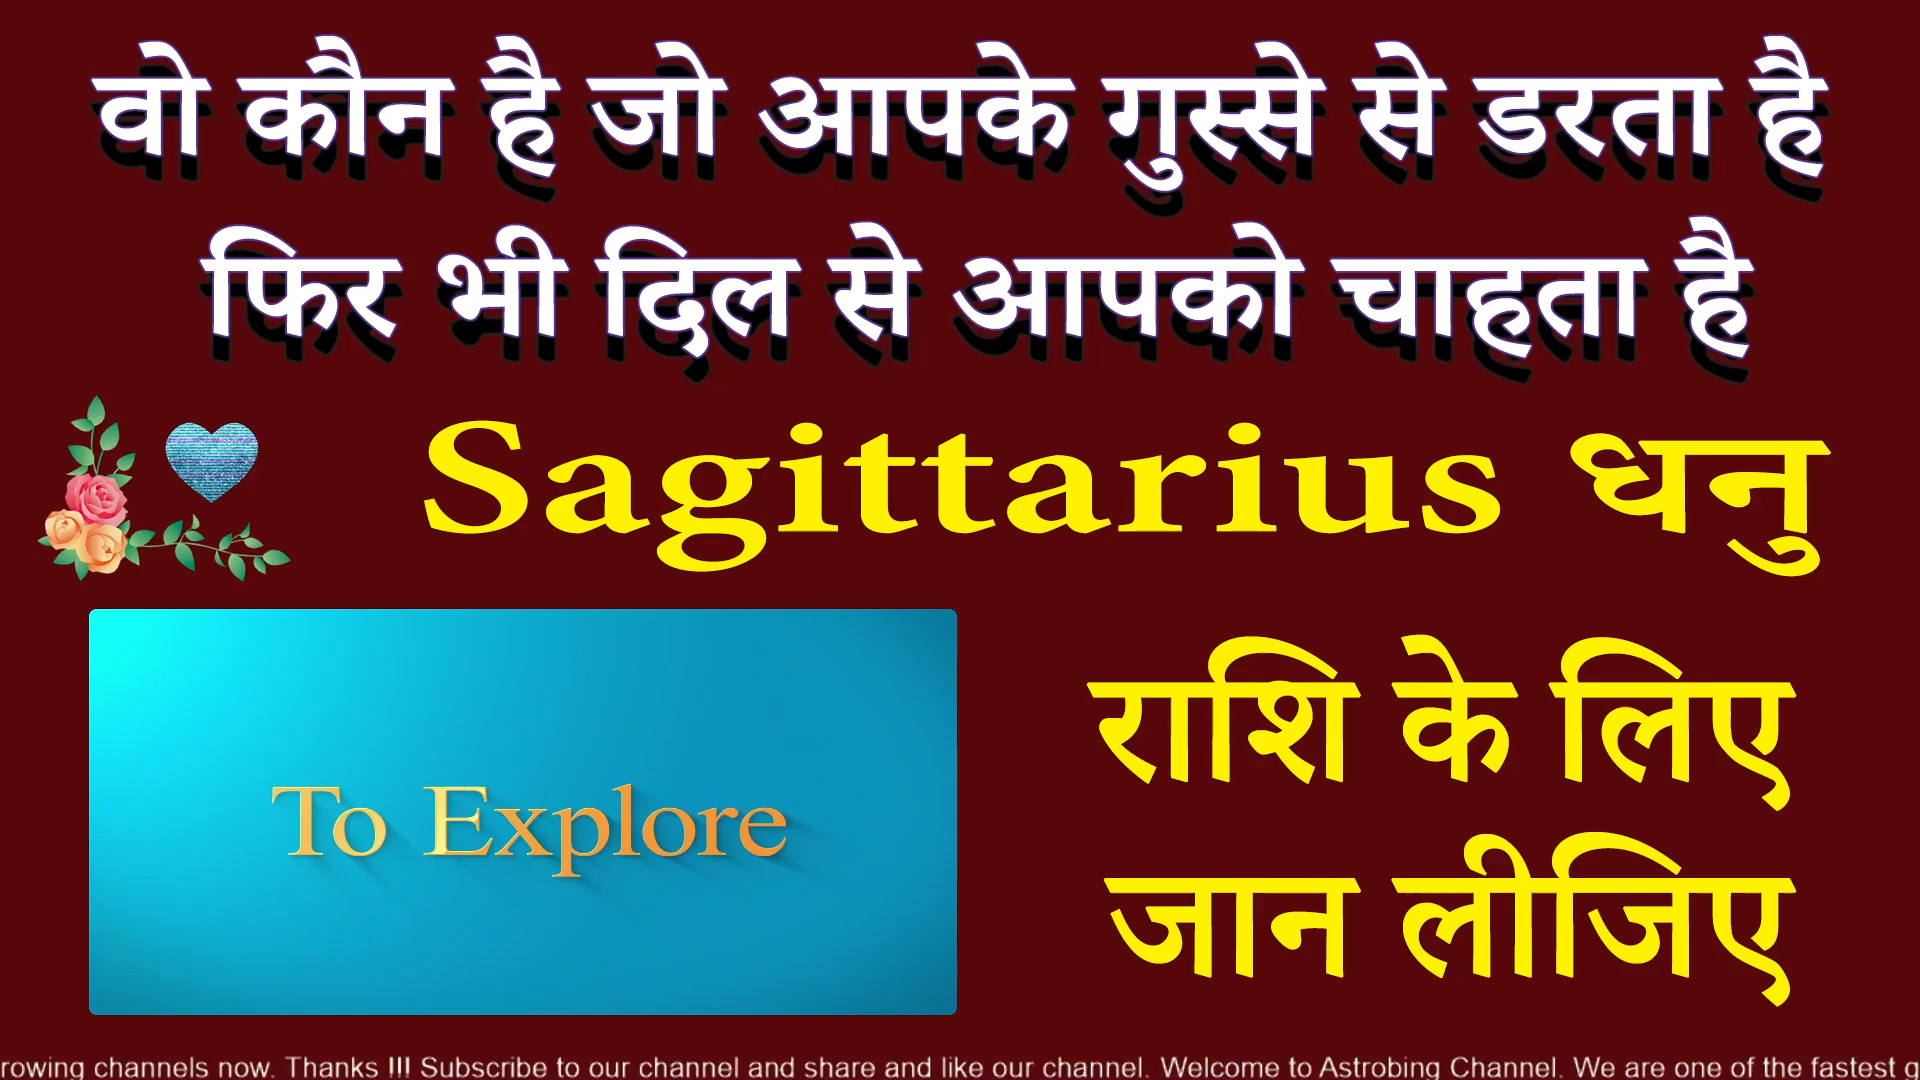 वो कौन है जो आपके गुस्से से डरता है
फिर भी दिल से आपको चाहता है
Sagittarius धनु
राशि के लिए
जान लीजिए
To Explore
rowing channels now. Thanks !!! Subscribe to our channel and share and like our channel. Welcome to Astrobing Channel. We are one of the fastest g